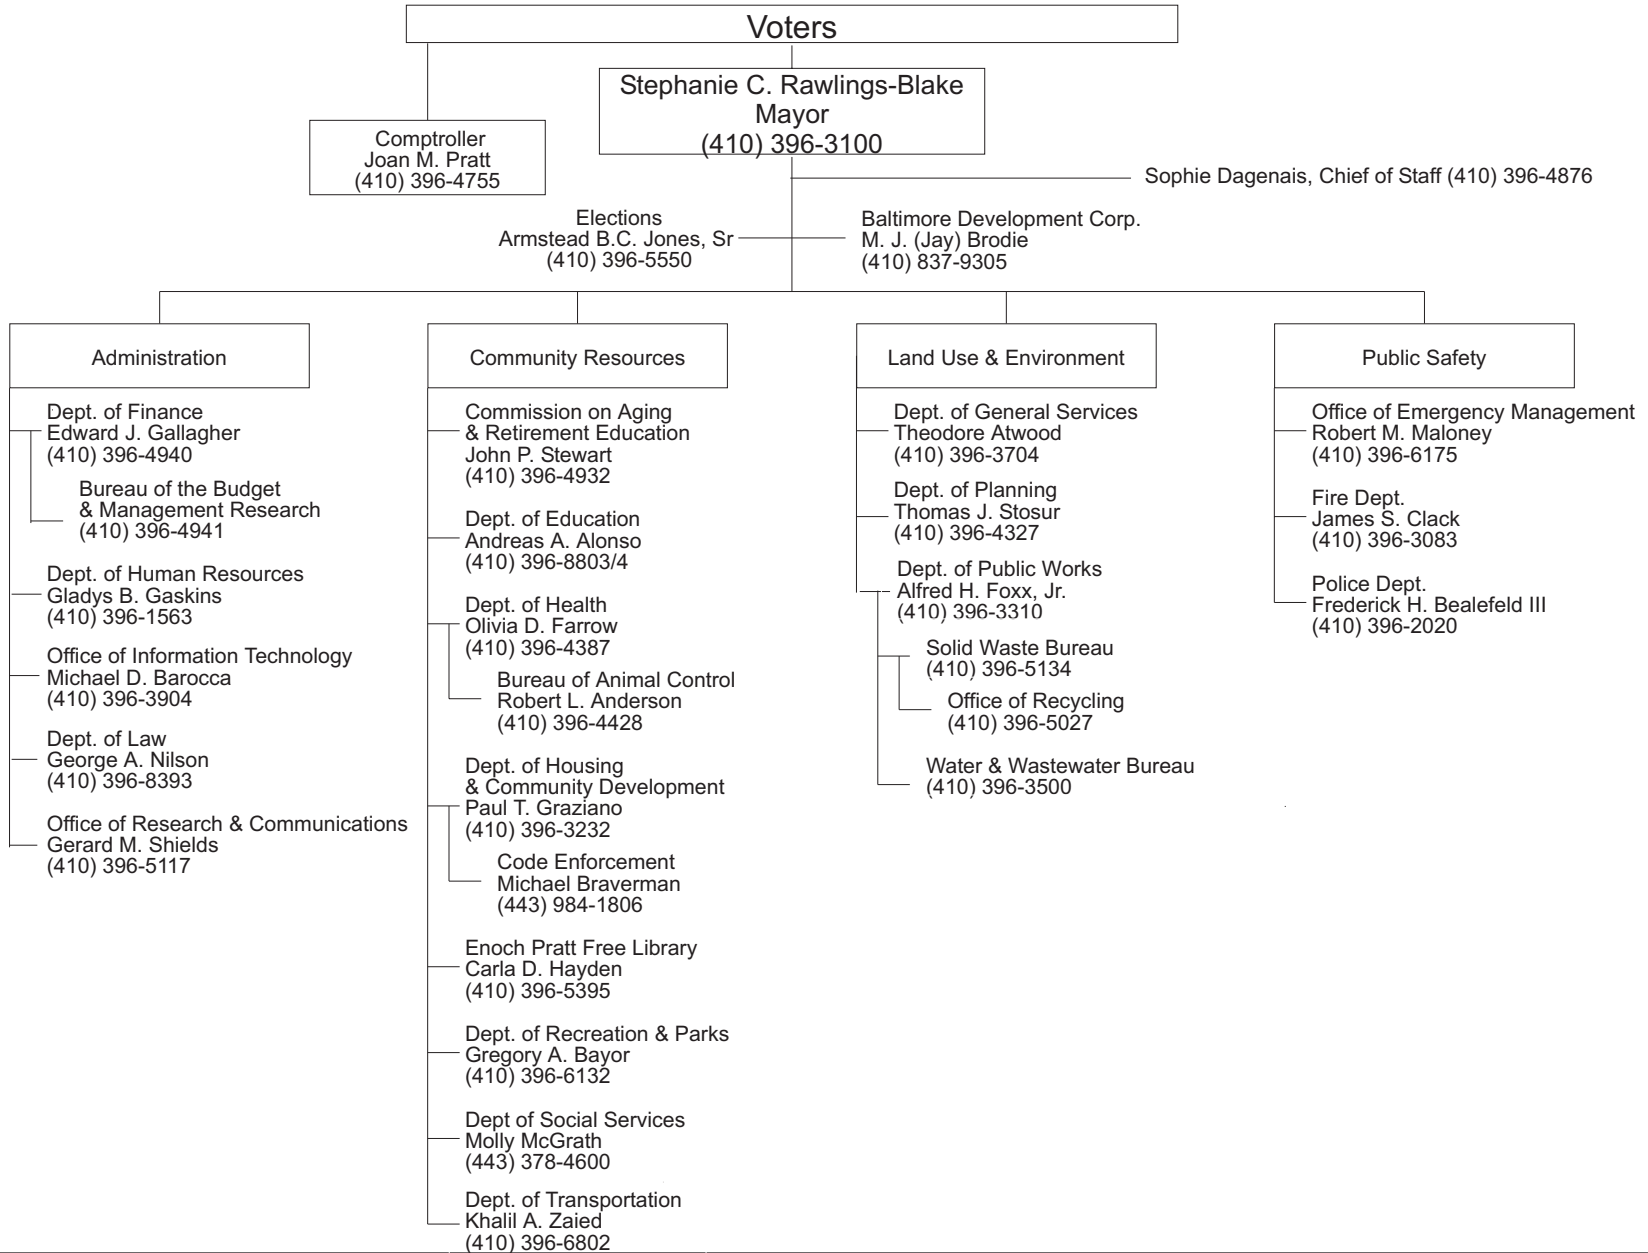 Voters
Stephanie C. Rawlings-Blake
Mayor
(410) 396-3100
Comptroller
Joan M. Pratt
(410) 396-4755
Sophie Dagenais, Chief of Staff (410) 396-4876
Elections
Armstead B.C. Jones, Sr
(410) 396-5550
Baltimore Development Corp.
M. J. (Jay) Brodie
(410) 837-9305
Administration
Dept. of Finance
Edward J. Gallagher
(410) 396-4940
Bureau of the Budget
& Management Research
(410) 396-4941
Dept. of Human Resources
Gladys B. Gaskins
(410) 396-1563
Office of Information Technology
Michael D. Barocca
(410) 396-3904
Dept. of Law
George A. Nilson
(410) 396-8393
Office of Research & Communications
Gerard M. Shields
(410) 396-5117
Community Resources
Commission on Aging
& Retirement Education
John P. Stewart
(410) 396-4932
Dept. of Education
Andreas A. Alonso
(410) 396-8803/4
Dept. of Health
Olivia D. Farrow
(410) 396-4387
Bureau of Animal Control
Robert L. Anderson
(410) 396-4428
Dept. of Housing
& Community Development
Paul T. Graziano
(410) 396-3232
Code Enforcement
Michael Braverman
(443) 984-1806
Enoch Pratt Free Library
Carla D. Hayden
(410) 396-5395
Dept. of Recreation & Parks
Gregory A. Bayor
(410) 396-6132
Dept of Social Services
Molly McGrath
(443) 378-4600
Dept. of Transportation
Khalil A. Zaied
(410) 396-6802
Land Use & Environment
Dept. of General Services
Theodore Atwood
(410) 396-3704
Dept. of Planning
Thomas J. Stosur
(410) 396-4327
Dept. of Public Works
Alfred H. Foxx, Jr.
(410) 396-3310
Solid Waste Bureau
(410) 396-5134
Office of Recycling
(410) 396-5027
Water & Wastewater Bureau
(410) 396-3500
Public Safety
Office of Emergency Management
Robert M. Maloney
(410) 396-6175
Fire Dept.
James S. Clack
(410) 396-3083
Police Dept.
Frederick H. Bealefeld III
(410) 396-2020